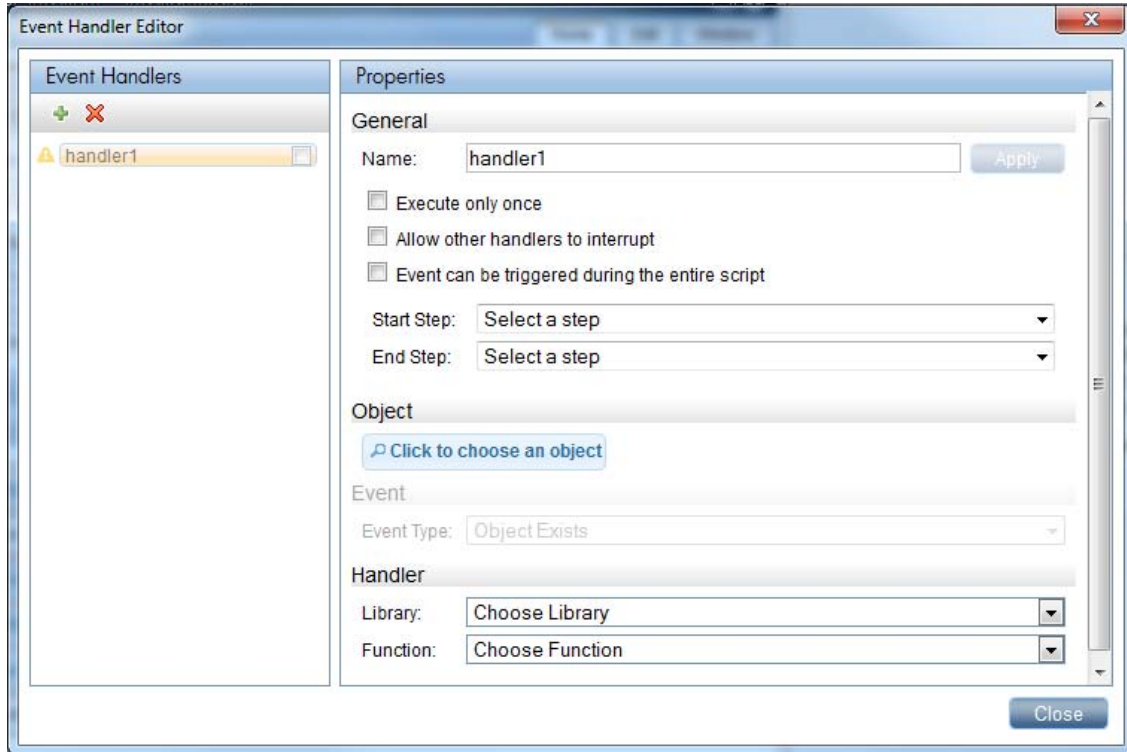 Event Handler Editor
Event Handlers
handler1
Properties
General
Name: handler1 Apply
Execute only once
Allow other handlers to interrupt
Event can be triggered during the entire script
Start Step: Select a step
End Step: Select a step
Object
Click to choose an object
Event
Event Type: Object Exists
Handler
Library: Choose Library
Function: Choose Function
Close